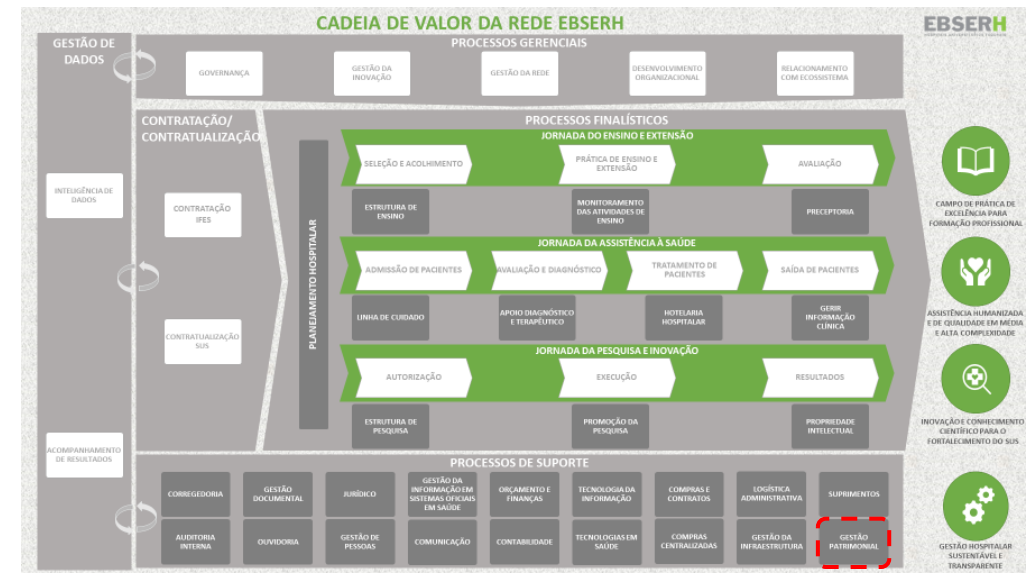 CADEIA DE VALOR DA REDE EBSERH
EBSERH
GESTÃO DE
DADOS
INTELIGÊNCIA DE
DADOS
ACOMPANHAMENTO
DE RESULTADOS
PROCESSOS GERENCIAIS
GOVERNANÇA
GESTÃO DA
INOVAÇÃO
GESTÃO DA REDE
DESENVOLVIMENTO
ORGANIZACIONAL
RELACIONAMENTO
COM ECOSSISTEMA
CONTRATAÇÃO/
CONTRATUALIZAÇÃO
CONTRATAÇÃO
IFES
CONTRATUALIZAÇÃO
SUS
PROCESSOS FINALÍSTICOS
PLANEJAMENTO HOSPITALAR
JORNADA DO ENSINO E EXTENSÃO
SELEÇÃO E ACOLHIMENTO
PRÁTICA DE ENSINO E
EXTENSÃO
AVALIAÇÃO
ESTRUTURA DE
ENSINO
MONITORAMENTO
DAS ATIVIDADES DE
ENSINO
PRECEPTORIA
JORNADA DA ASSISTÊNCIA À SAÚDE
ADMISSÃO DE PACIENTES
AVALIAÇÃO E DIAGNÓSTICO
TRATAMENTO DE
PACIENTES
SAÍDA DE PACIENTES
LINHA DE CUIDADO
APOIO DIAGNÓSTICO
E TERAPÊUTICO
HOTELARIA
HOSPITALAR
GERIR
INFORMAÇÃO
CLÍNICA
JORNADA DA PESQUISA E INOVAÇÃO
AUTORIZAÇÃO
EXECUÇÃO
RESULTADOS
ESTRUTURA DE
PESQUISA
PROMOÇÃO DA
PESQUISA
PROPRIEDADE
INTELECTUAL
PROCESSOS DE SUPORTE
CORREGEDORIA
GESTÃO
DOCUMENTAL
JURÍDICO
GESTÃO DA
INFORMAÇÃO EM
SISTEMAS OFICIAIS
EM SAÚDE
ORÇAMENTO E
FINANÇAS
TECNOLOGIA DA
INFORMAÇÃO
COMPRAS E
CONTRATOS
LOGÍSTICA
ADMINISTRATIVA
SUPRIMENTOS
AUDITORIA
INTERNA
OUVIDORIA
GESTÃO DE
PESSOAS
COMUNICAÇÃO
CONTABILIDADE
TECNOLOGIAS EM
SAÚDE
COMPRAS
CENTRALIZADAS
GESTÃO DA
INFRAESTRUTURA
GESTÃO
PATRIMONIAL
CAMPO DE PRÁTICA DE
EXCELÊNCIA PARA
FORMAÇÃO PROFISSIONAL
ASSISTÊNCIA HUMANIZADA
E DE QUALIDADE EM MÉDIA
E ALTA COMPLEXIDADE
INOVAÇÃO E CONHECIMENTO
CIENTÍFICO PARA O
FORTALECIMENTO DO SUS
GESTÃO HOSPITALAR
SUSTENTÁVEL E
TRANSPARENTE